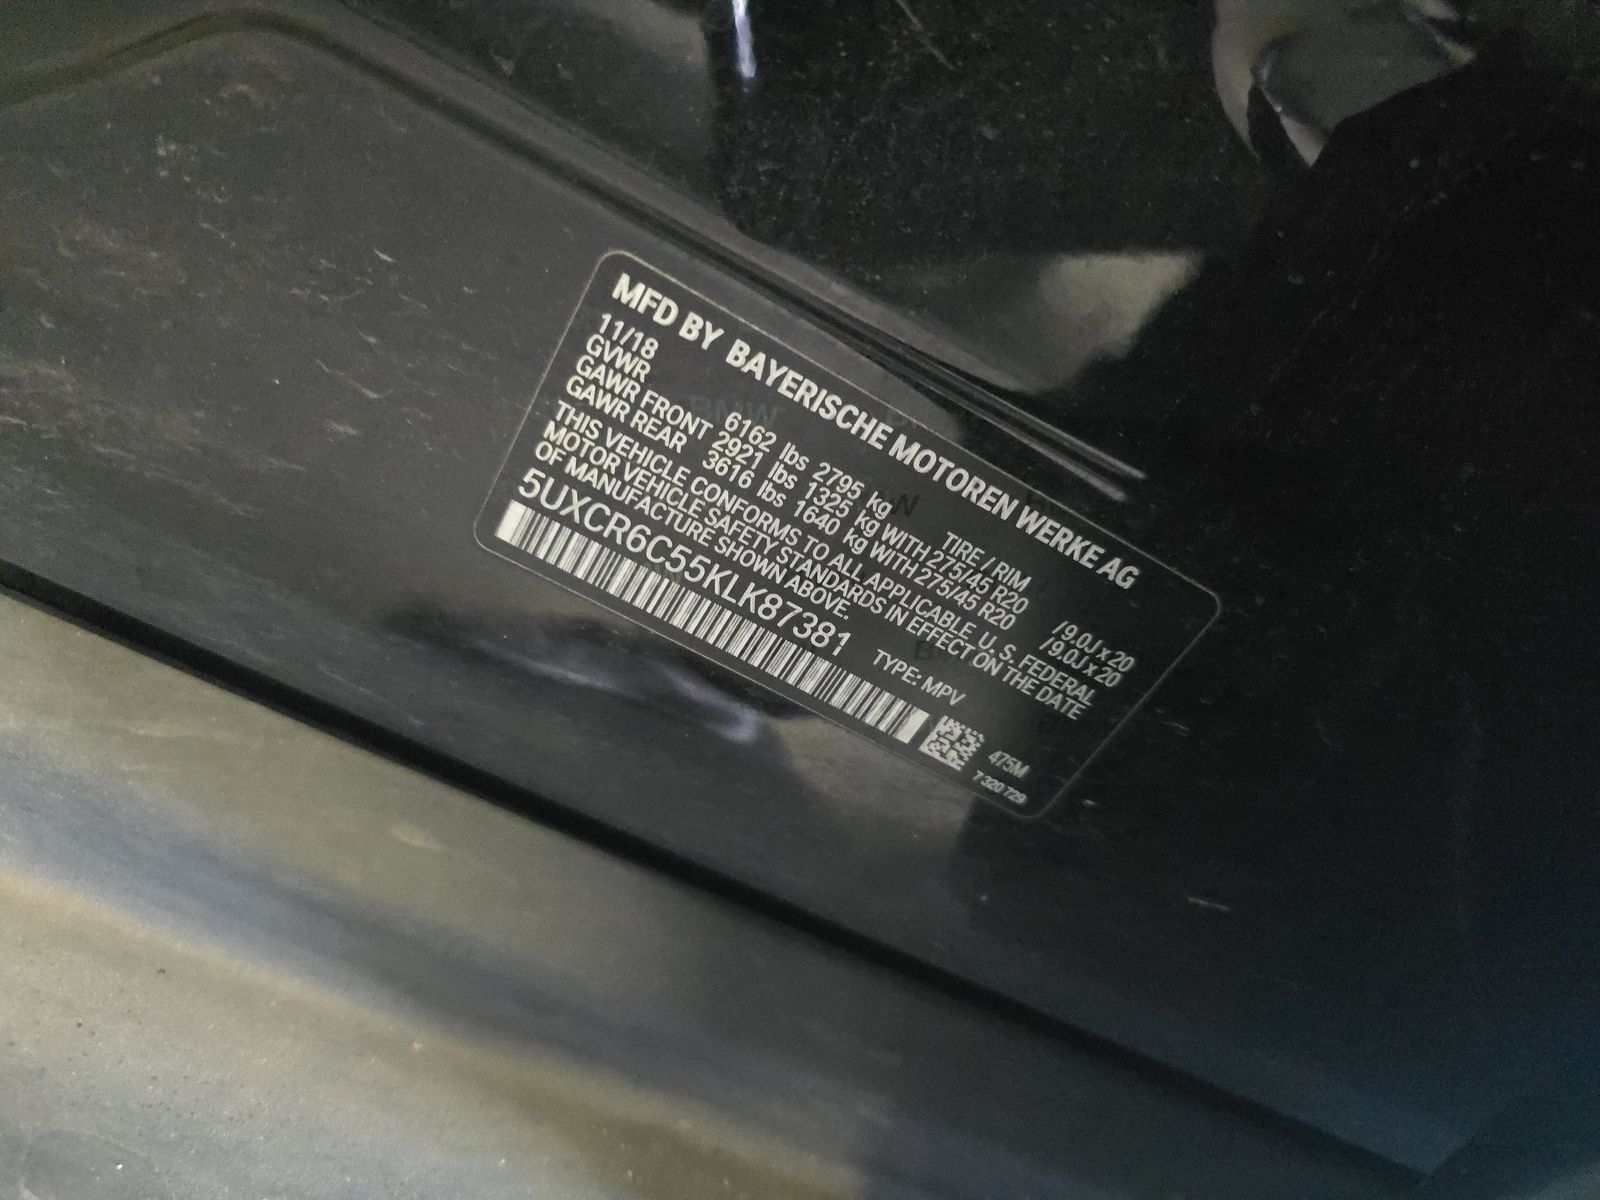 MFD BY BAYERISCHE MOTOREN WERKE AG
11/18
GVWR 6162 lbs 2795 kg TIRE / RIM
GAWR FRONT 2921 lbs 1325 kg WITH 275/45 R20 /9.0J x 20
GAWR REAR 3616 lbs 1640 kg WITH 275/45 R20 /9.0J x 20
THIS VEHICLE CONFORMS TO ALL APPLICABLE U. S. FEDERAL
MOTOR VEHICLE SAFETY STANDARDS IN EFFECT ON THE DATE
OF MANUFACTURE SHOWN ABOVE.
5UXCR6C55KLK87381 TYPE: MPV
475M
7 320 729